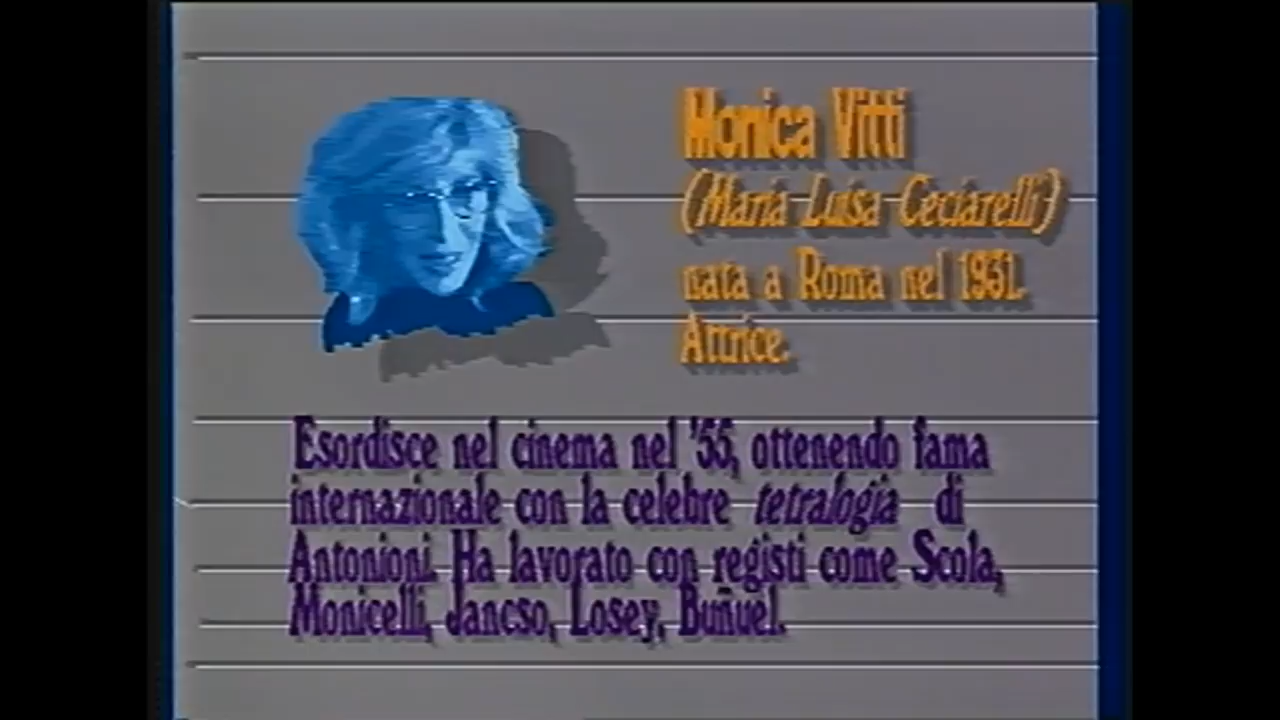 Monica Vitti
(Maria Luisa Ceciarelli)
nata a Roma nel 1931.
Attrice.
Esordisce nel cinema nel '55, ottenendo fama
internazionale con la celebre tetralogia di
Antonioni. Ha lavorato con registi come Scola,
Monicelli, Jancso, Losey, Buñuel.